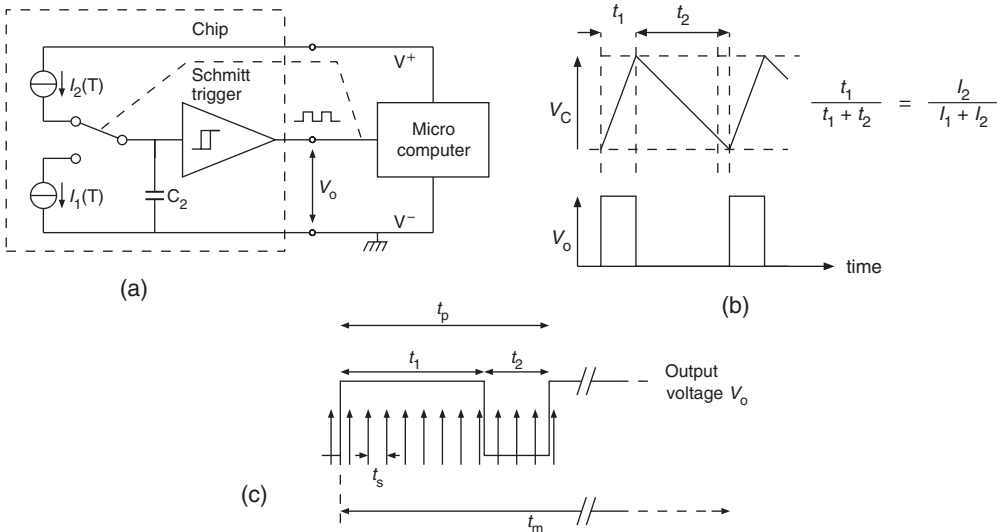 Chip
V⁺
I₂(T)
Schmitt
trigger
Micro
computer
I₁(T)
C₂
Vₒ
V⁻
(a)
t₁
t₂
V_C
t₁ / (t₁ + t₂) = I₂ / (I₁ + I₂)
Vₒ
time
(b)
tₚ
t₁
t₂
Output
voltage Vₒ
tₛ
(c)
tₘ